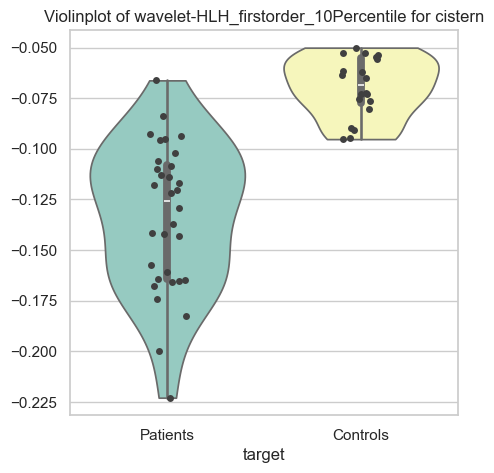 Violinplot of wavelet-HLH_firstorder_10Percentile for cistern
−0.050
−0.075
−0.100
−0.125
−0.150
−0.175
−0.200
−0.225
Patients Controls
target